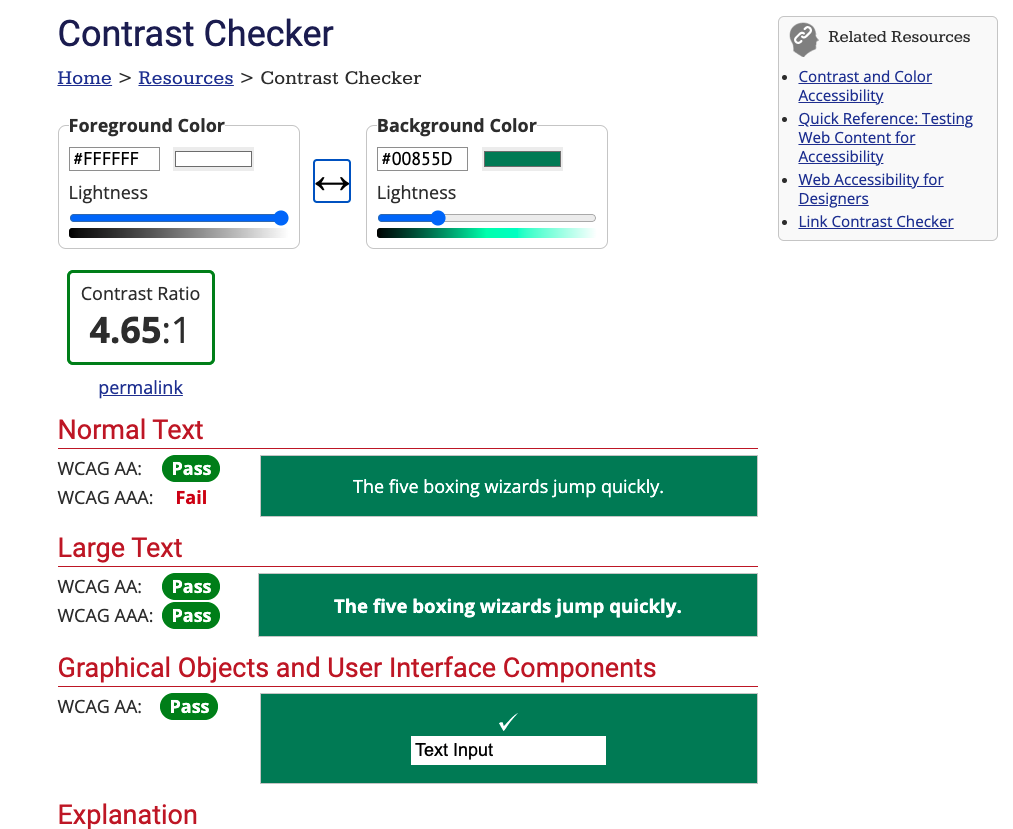 Contrast Checker
Home > Resources > Contrast Checker
Foreground Color
#FFFFFF
Lightness
Background Color
#00855D
Lightness
Contrast Ratio
4.65:1
permalink
Normal Text
WCAG AA: Pass
WCAG AAA: Fail
The five boxing wizards jump quickly.
Large Text
WCAG AA: Pass
WCAG AAA: Pass
The five boxing wizards jump quickly.
Graphical Objects and User Interface Components
WCAG AA: Pass
✓
Text Input
Explanation
Related Resources
Contrast and Color
Accessibility
Quick Reference: Testing
Web Content for
Accessibility
Web Accessibility for
Designers
Link Contrast Checker